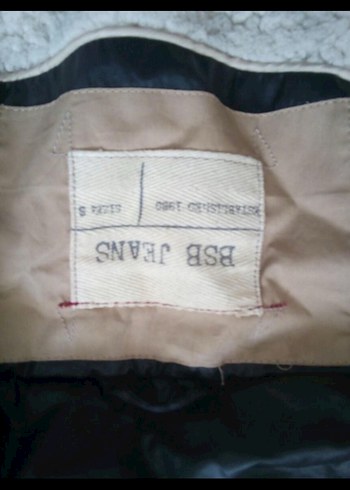 BSB JEANS
ESTABLISHED 1980 SIZE: S